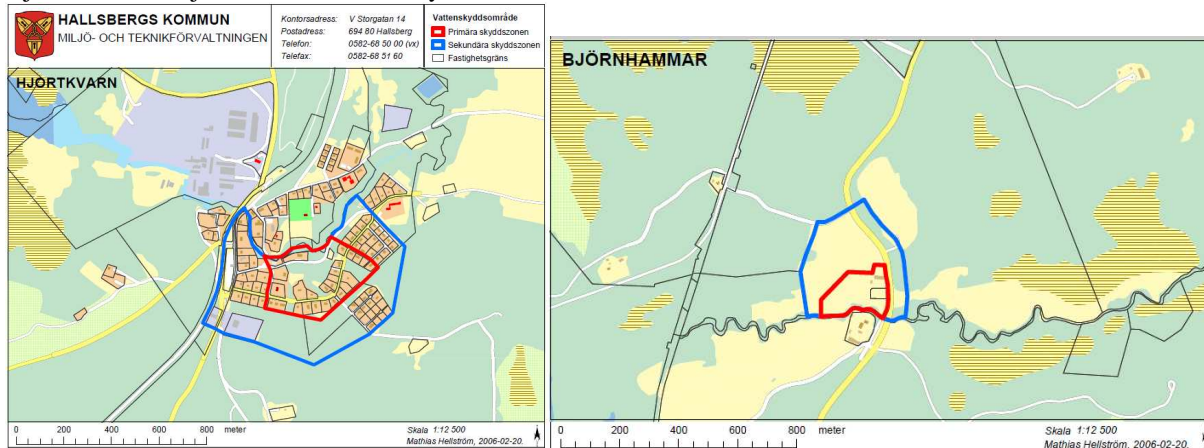 HALLSBERGS KOMMUN
MILJÖ- OCH TEKNIKFÖRVALTNINGEN
Kontorsadress: V Storgatan 14
Postadress: 694 80 Hallsberg
Telefon: 0582-68 50 00 (vx)
Telefax: 0582-68 51 60
Vattenskyddsområde
Primära skyddszonen
Sekundära skyddszonen
Fastighetsgräns
HJORTKVARN
0 200 400 600 800 meter
Skala 1:12 500
Mathias Hellström, 2006-02-20.
BJÖRNHAMMAR
0 200 400 600 800 meter
Skala 1:12 500
Mathias Hellström, 2006-02-20.